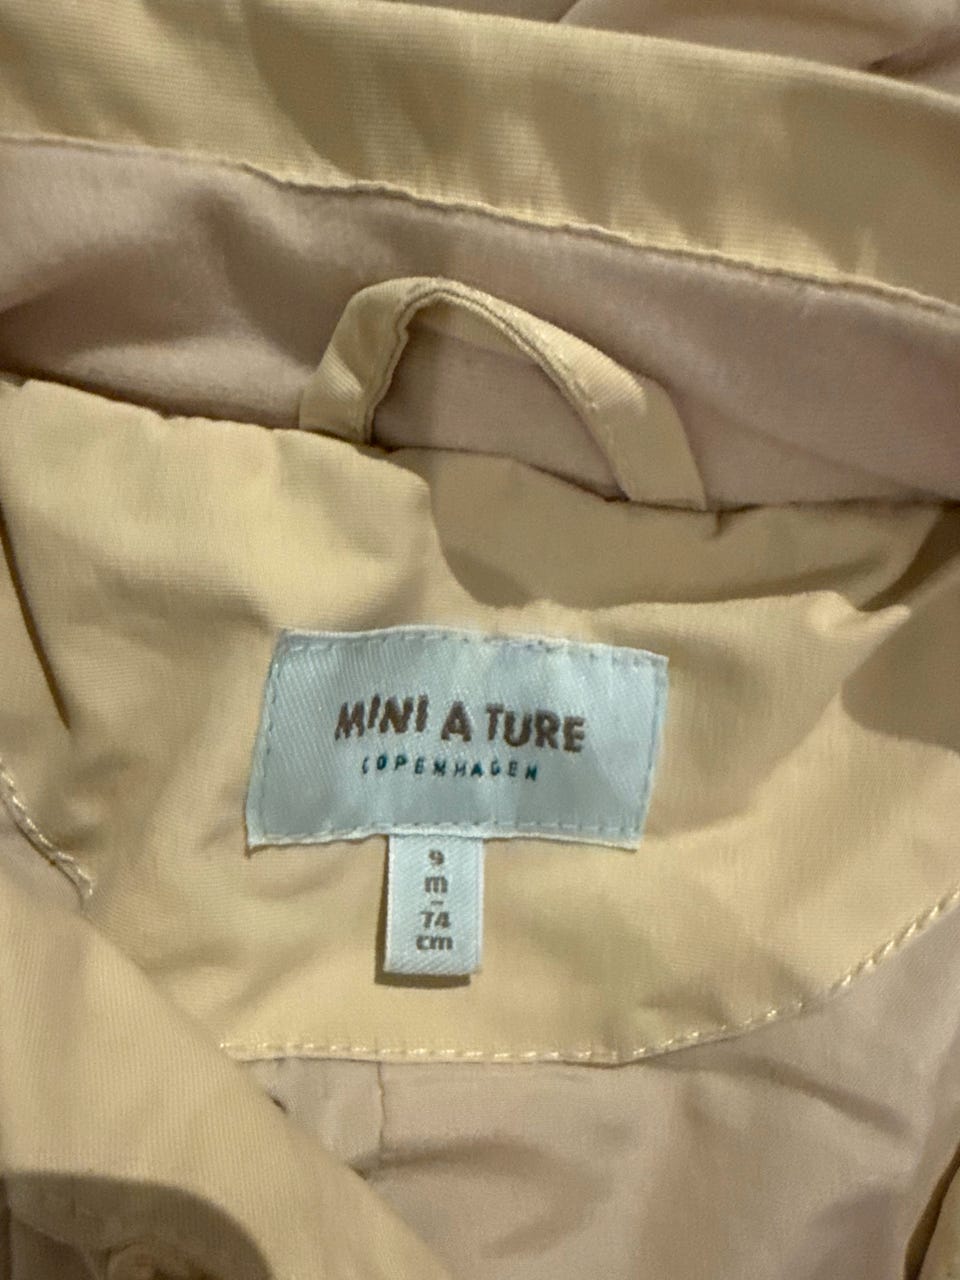 MINI A TURE
COPENHAGEN
9
m
-
74
cm